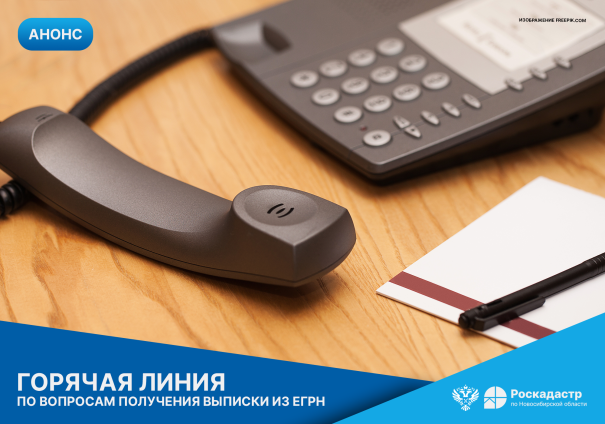 ИЗОБРАЖЕНИЕ FREEPIK.COM
АНОНС
ГОРЯЧАЯ ЛИНИЯ
ПО ВОПРОСАМ ПОЛУЧЕНИЯ ВЫПИСКИ ИЗ ЕГРН
Роскадастр
по Новосибирской области